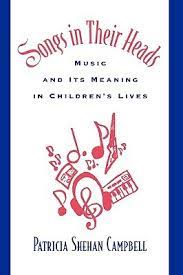 Songs in Their Heads
Music
and Its Meaning
in Children's Lives
Patricia Shehan Campbell